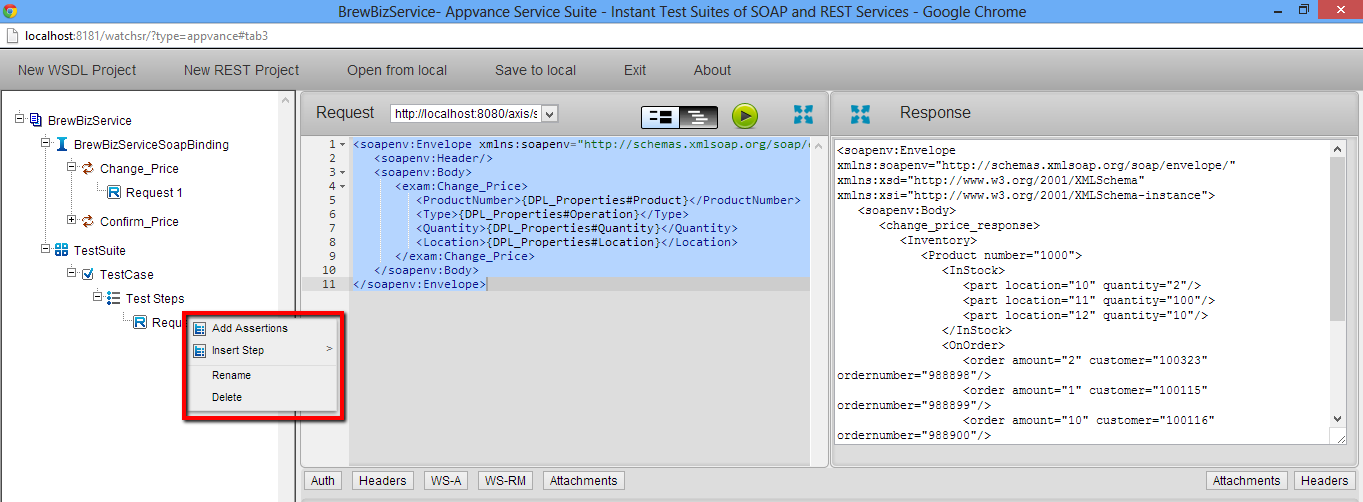 BrewBizService- Appvance Service Suite - Instant Test Suites of SOAP and REST Services - Google Chrome
localhost:8181/watchsr/?type=appvance#tab3
New WSDL Project
New REST Project
Open from local
Save to local
Exit
About
BrewBizService
BrewBizServiceSoapBinding
Change_Price
Request 1
Confirm_Price
TestSuite
TestCase
Test Steps
Reque
Add Assertions
Insert Step >
Rename
Delete
Request
http://localhost:8080/axis/s
1 <soapenv:Envelope xmlns:soapenv="http://schemas.xmlsoap.org/soap/
2 <soapenv:Header/>
3 <soapenv:Body>
4 <exam:Change_Price>
5 <ProductNumber>{DPL_Properties#Product}</ProductNumber>
6 <Type>{DPL_Properties#Operation}</Type>
7 <Quantity>{DPL_Properties#Quantity}</Quantity>
8 <Location>{DPL_Properties#Location}</Location>
9 </exam:Change_Price>
10 </soapenv:Body>
11 </soapenv:Envelope>
Auth
Headers
WS-A
WS-RM
Attachments
Response
<soapenv:Envelope
xmlns:soapenv="http://schemas.xmlsoap.org/soap/envelope/"
xmlns:xsd="http://www.w3.org/2001/XMLSchema"
xmlns:xsi="http://www.w3.org/2001/XMLSchema-instance">
<soapenv:Body>
<change_price_response>
<Inventory>
<Product number="1000">
<InStock>
<part location="10" quantity="2"/>
<part location="11" quantity="100"/>
<part location="12" quantity="10"/>
</InStock>
<OnOrder>
<order amount="2" customer="100323"
ordernumber="988898"/>
<order amount="1" customer="100115"
ordernumber="988899"/>
<order amount="10" customer="100116"
ordernumber="988900"/>
Attachments
Headers